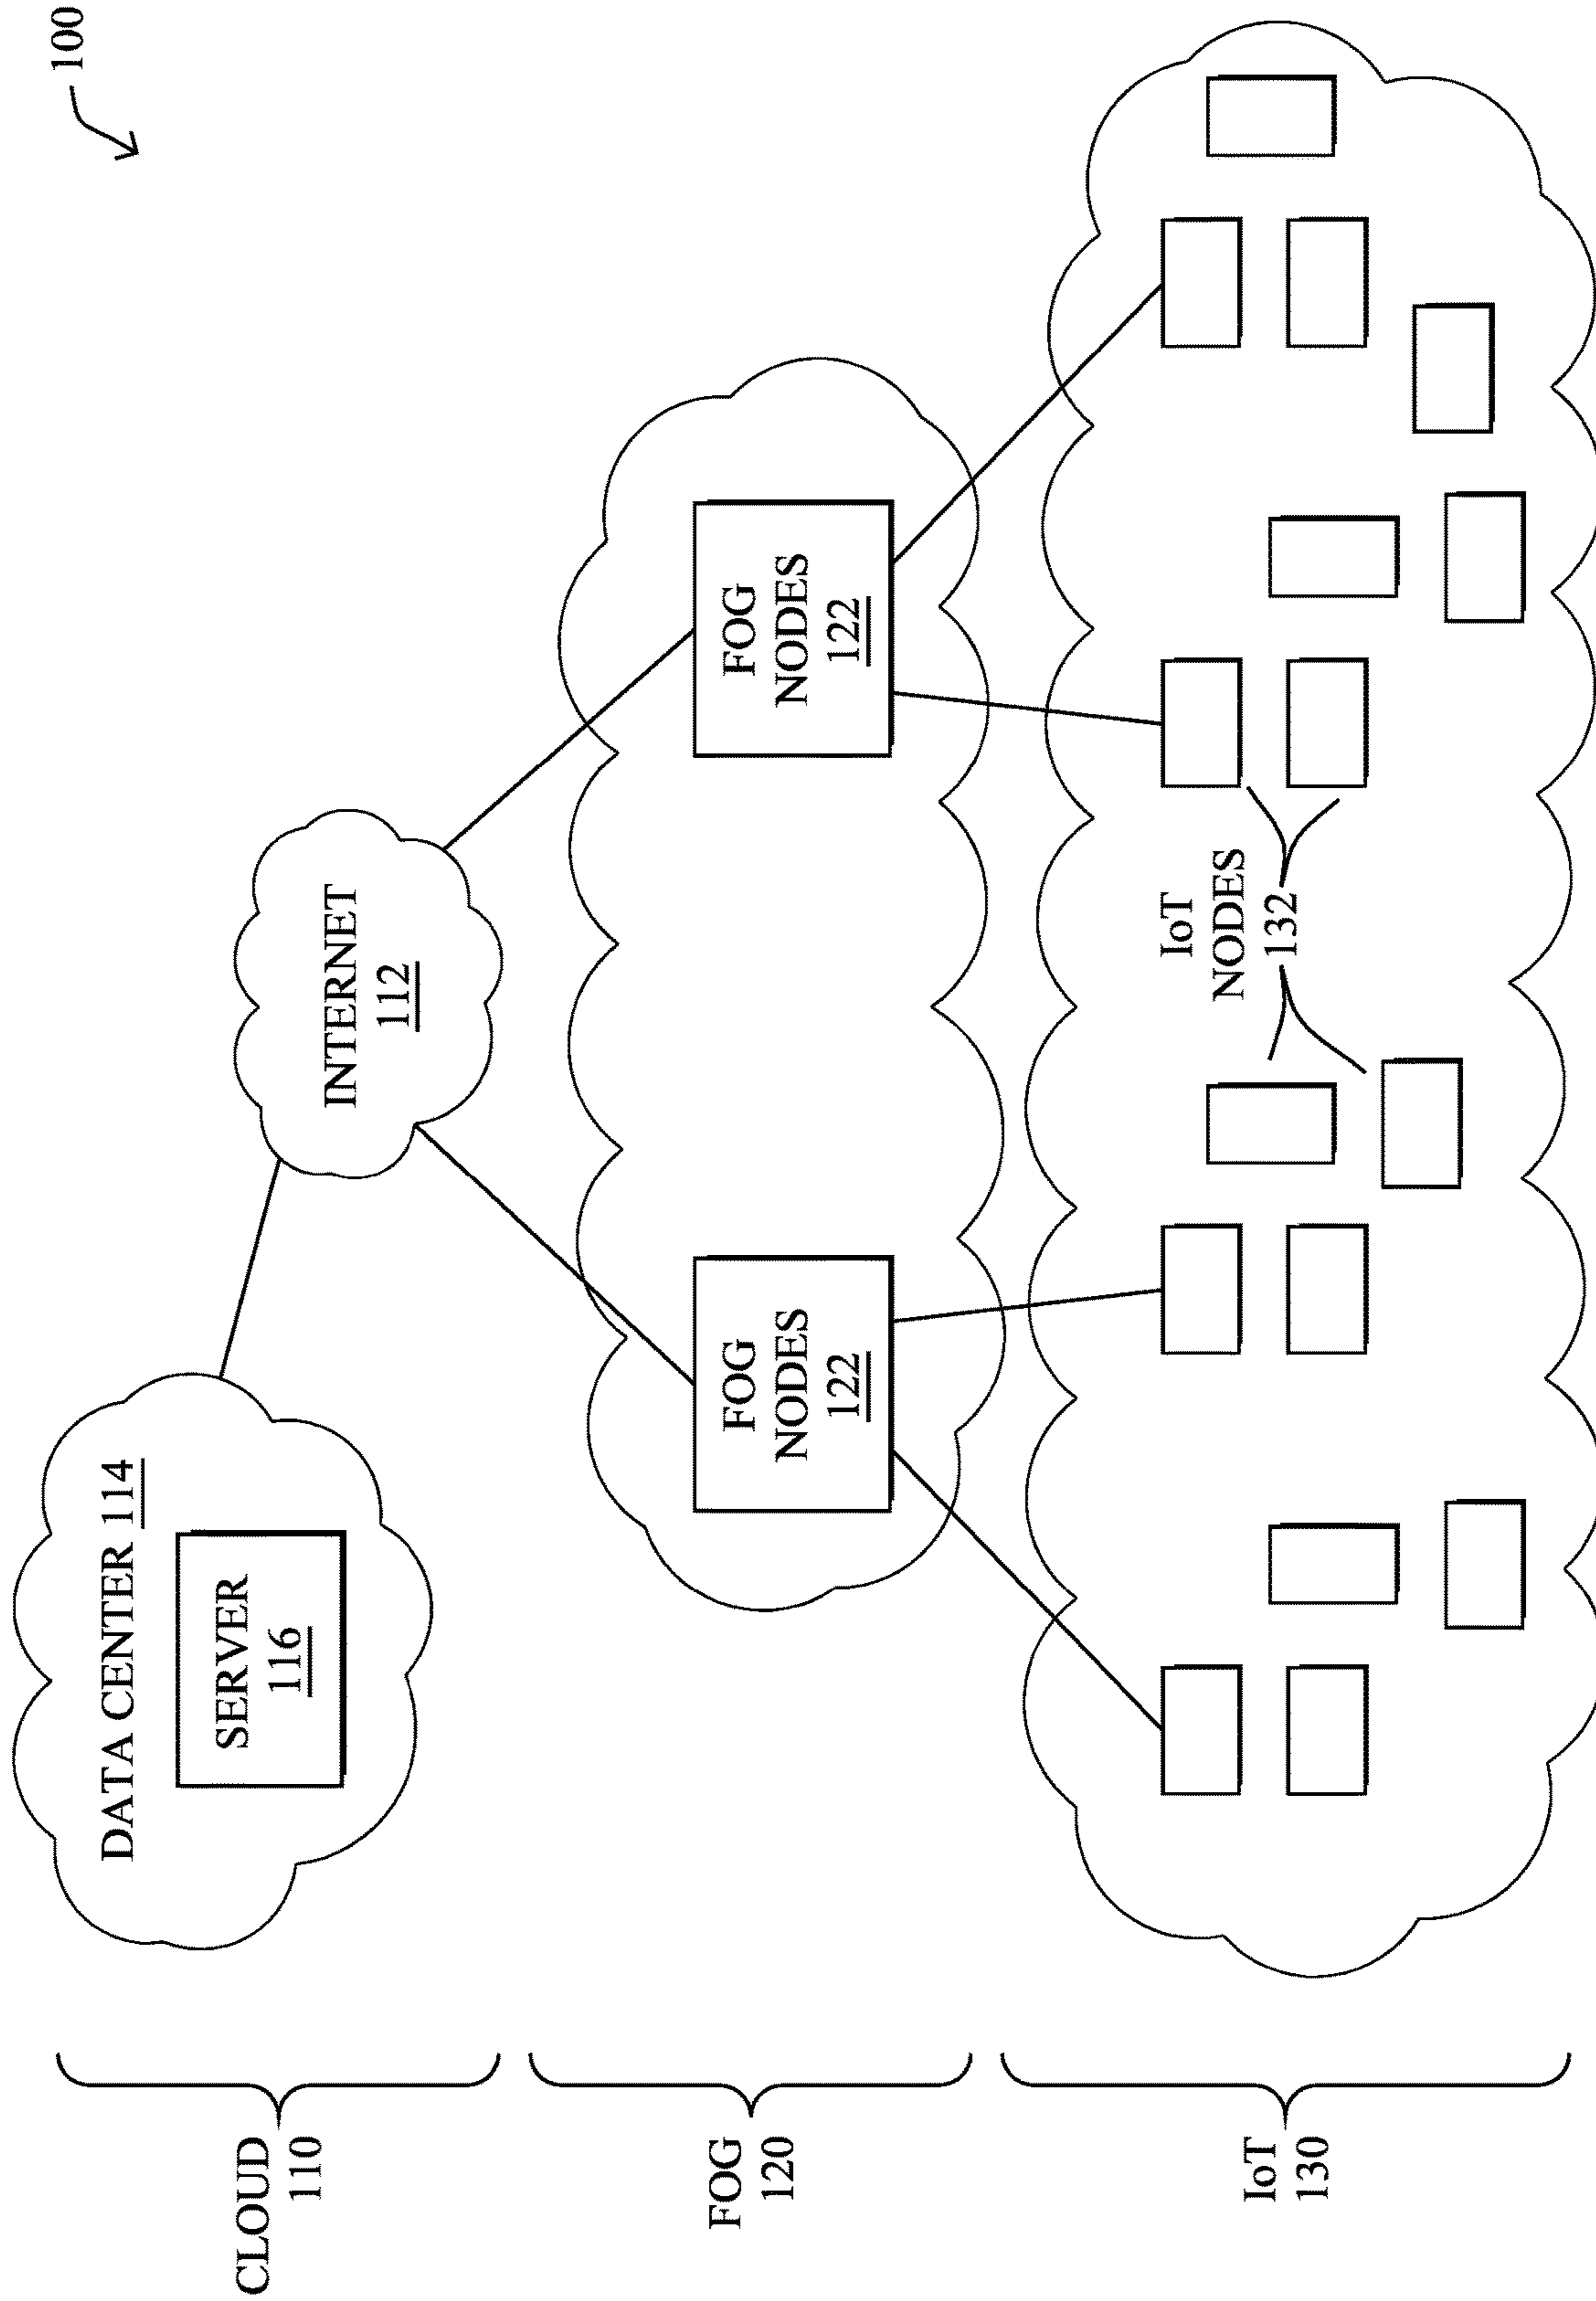 100
DATA CENTER 114
SERVER
116
INTERNET
112
CLOUD
110
FOG
NODES
122
FOG
NODES
122
FOG
120
IoT
NODES
132
IoT
130